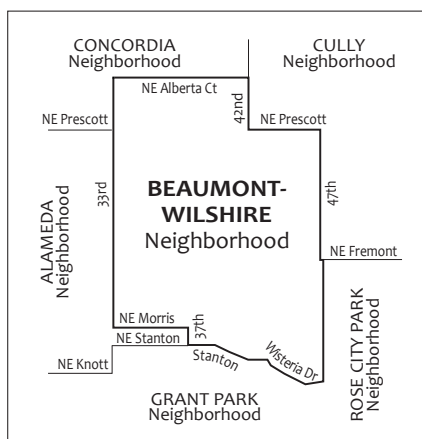 CONCORDIA
Neighborhood
CULLY
Neighborhood
NE Alberta Ct
42nd
NE Prescott
NE Prescott
33rd
47th
BEAUMONT-
WILSHIRE
Neighborhood
ALAMEDA
Neighborhood
NE Fremont
NE Morris
37th
NE Stanton
Stanton
Wisteria Dr
NE Knott
ROSE CITY PARK
Neighborhood
GRANT PARK
Neighborhood